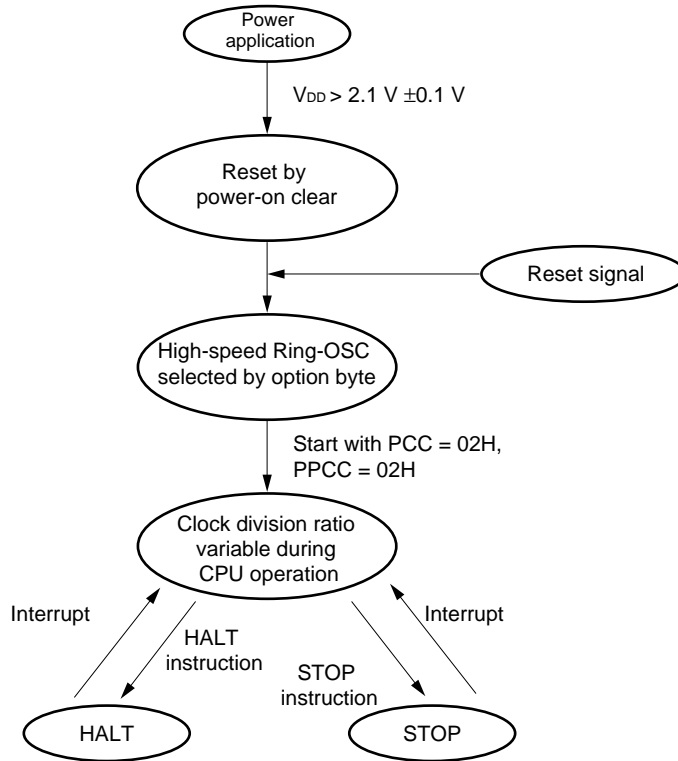 Power
application
VDD > 2.1 V ±0.1 V
Reset by
power-on clear
Reset signal
High-speed Ring-OSC
selected by option byte
Start with PCC = 02H,
PPCC = 02H
Clock division ratio
variable during
CPU operation
Interrupt
HALT
instruction
STOP
instruction
Interrupt
HALT
STOP